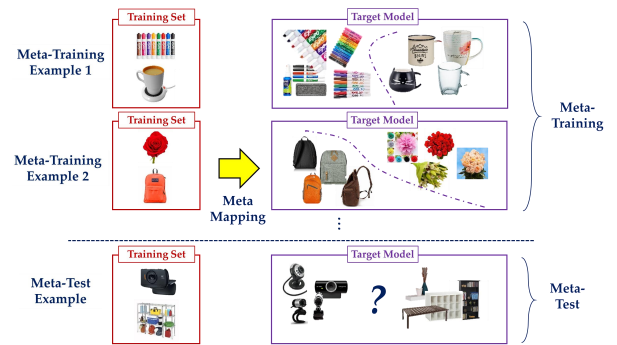 Training Set
Target Model
Meta-Training
Example 1
Training Set
Target Model
Meta-Training
Example 2
Meta
Mapping
Meta-
Training
Training Set
Target Model
Meta-Test
Example
?
Meta-
Test